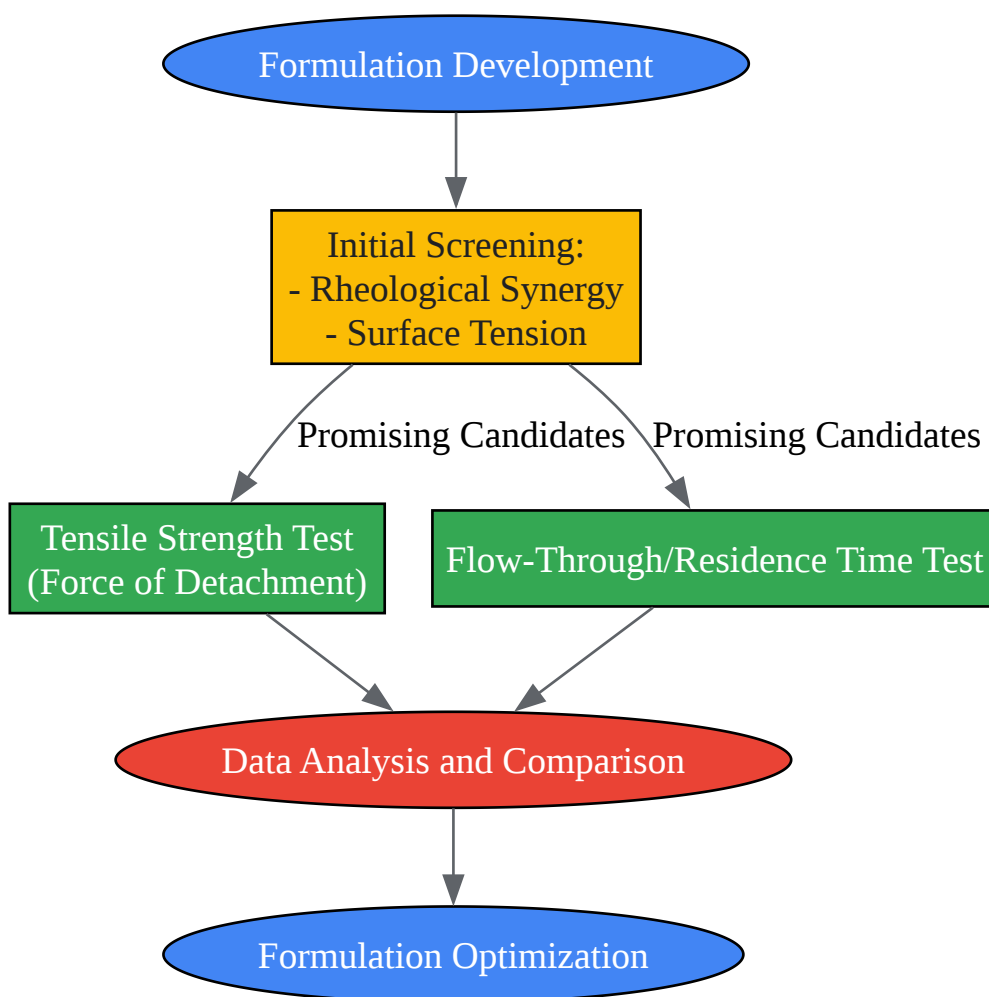 Formulation Development
Initial Screening:
- Rheological Synergy
- Surface Tension
Promising Candidates
Promising Candidates
Tensile Strength Test
(Force of Detachment)
Flow-Through/Residence Time Test
Data Analysis and Comparison
Formulation Optimization